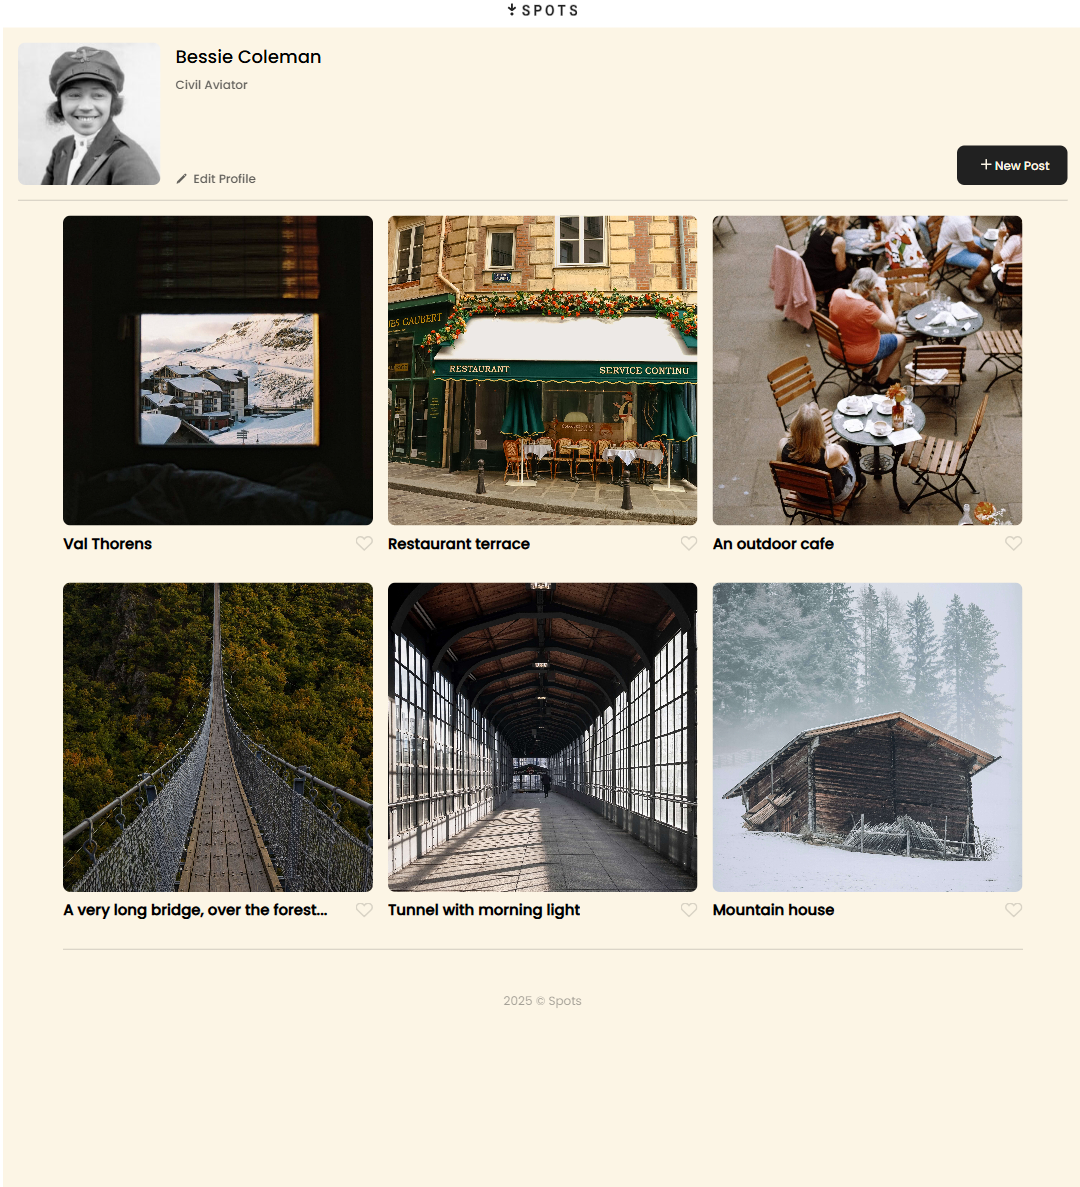 SPOTS
Bessie Coleman
Civil Aviator
Edit Profile
+ New Post
ES GAUBERT
RESTAURANT
SERVICE CONTINU
Val Thorens
Restaurant terrace
An outdoor cafe
A very long bridge, over the forest...
Tunnel with morning light
Mountain house
2025 © Spots